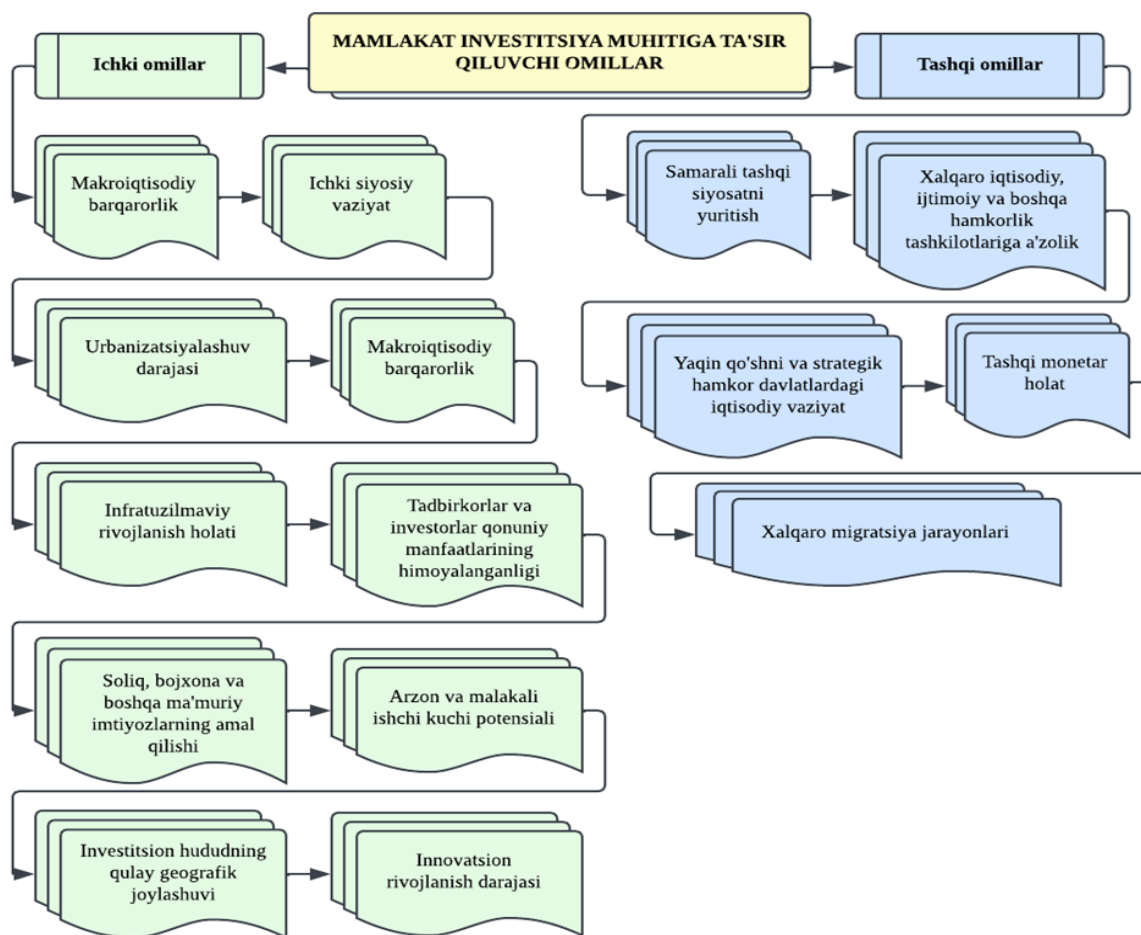 MAMLAKAT INVESTITSIYA MUHITIGA TA'SIR
QILUVCHI OMILLAR
Ichki omillar
Makroiqtisodiy
barqarorlik
Ichki siyosiy
vaziyat
Urbanizatsiyalashuv
darajasi
Makroiqtisodiy
barqarorlik
Infratuzilmaviy
rivojlanish holati
Tadbirkorlar va
investorlar qonuniy
manfaatlarining
himoyalanganligi
Soliq, bojxona va
boshqa ma'muriy
imtiyozlarning amal
qilishi
Arzon va malakali
ishchi kuchi potensiali
Investitsion hududning
qulay geografik
joylashuvi
Innovatsion
rivojlanish darajasi
Tashqi omillar
Samarali tashqi
siyosatni
yuritish
Xalqaro iqtisodiy,
ijtimoiy va boshqa
hamkorlik
tashkilotlariga a'zolik
Yaqin qo'shni va strategik
hamkor davlatlardagi
iqtisodiy vaziyat
Tashqi monetar
holat
Xalqaro migratsiya jarayonlari